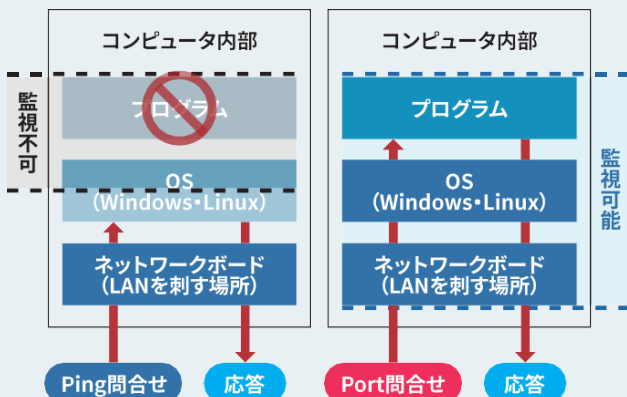 コンピュータ内部
監視不可
プログラム
OS
(Windows・Linux)
ネットワークボード
(LANを刺す場所)
Ping問合せ
応答
コンピュータ内部
プログラム
OS
(Windows・Linux)
ネットワークボード
(LANを刺す場所)
監視可能
Port問合せ
応答